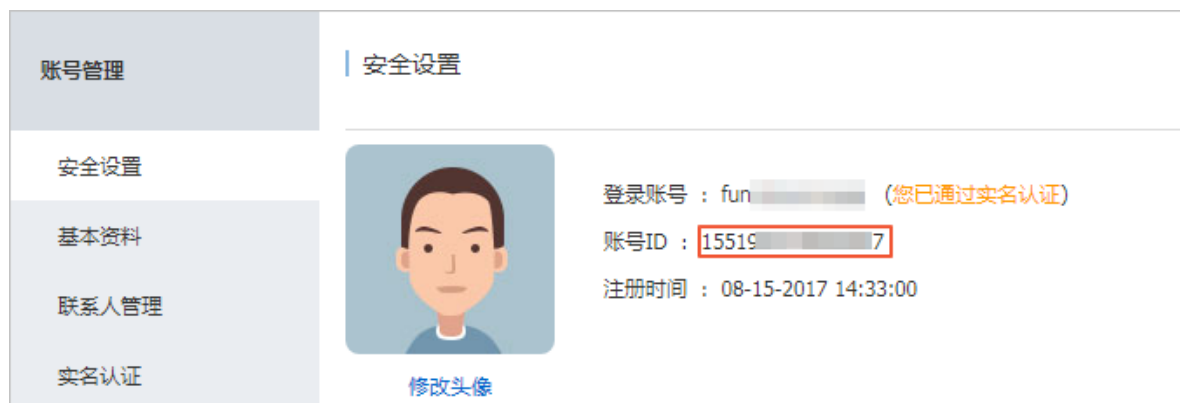 账号管理
安全设置
基本资料
联系人管理
实名认证
安全设置
修改头像
登录账号 : fun (您已通过实名认证)
账号ID : 15519 7
注册时间 : 08-15-2017 14:33:00